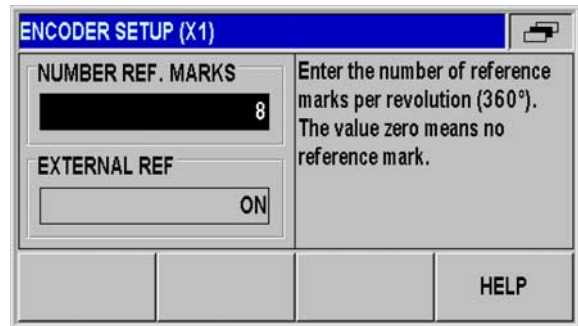 ENCODER SETUP (X1)
NUMBER REF. MARKS
8
EXTERNAL REF
ON
Enter the number of reference
marks per revolution (360°).
The value zero means no
reference mark.
HELP